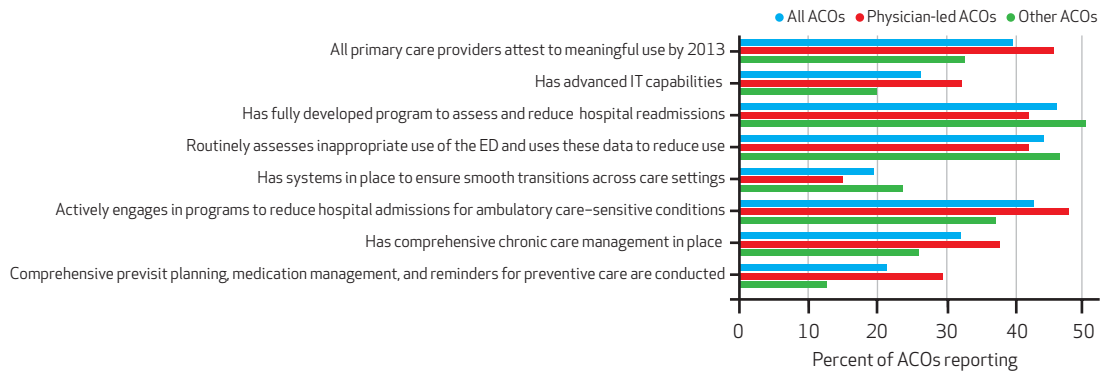 All ACOs Physician-led ACOs Other ACOs
All primary care providers attest to meaningful use by 2013
Has advanced IT capabilities
Has fully developed program to assess and reduce hospital readmissions
Routinely assesses inappropriate use of the ED and uses these data to reduce use
Has systems in place to ensure smooth transitions across care settings
Actively engages in programs to reduce hospital admissions for ambulatory care–sensitive conditions
Has comprehensive chronic care management in place
Comprehensive previsit planning, medication management, and reminders for preventive care are conducted
0 10 20 30 40 50
Percent of ACOs reporting